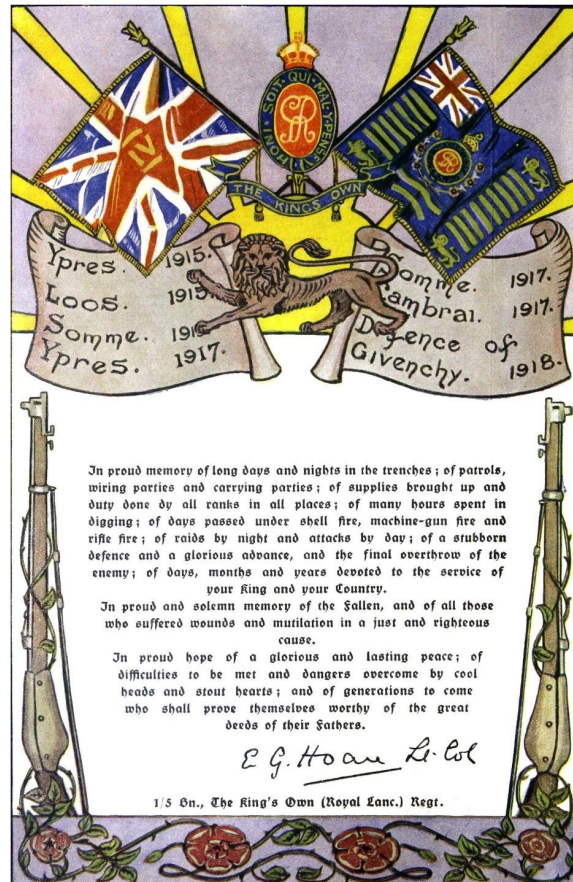 HONI · SOIT · QUI · MAL · Y · PENSE
GR
THE KING'S OWN
Ypres. 1915.
Loos. 1915.
Somme. 191
Ypres. 1917.
Somme. 1917.
Cambrai. 1917.
Defence of
Givenchy. 1918.
In proud memory of long days and nights in the trenches; of patrols,
wiring parties and carrying parties; of supplies brought up and
duty done dy all ranks in all places; of many hours spent in
digging; of days passed under shell fire, machine-gun fire and
rifle fire; of raids by night and attacks by day; of a stubborn
defence and a glorious advance, and the final overthrow of the
enemy; of days, months and years devoted to the service of
your King and your Country.
In proud and solemn memory of the Fallen, and of all those
who suffered wounds and mutilation in a just and righteous
cause.
In proud hope of a glorious and lasting peace; of
difficulties to be met and dangers overcome by cool
heads and stout hearts; and of generations to come
who shall prove themselves worthy of the great
deeds of their Fathers.
E G. Hoare Lt. Col
1/5 Bn., The King's Own (Royal Lanc.) Regt.